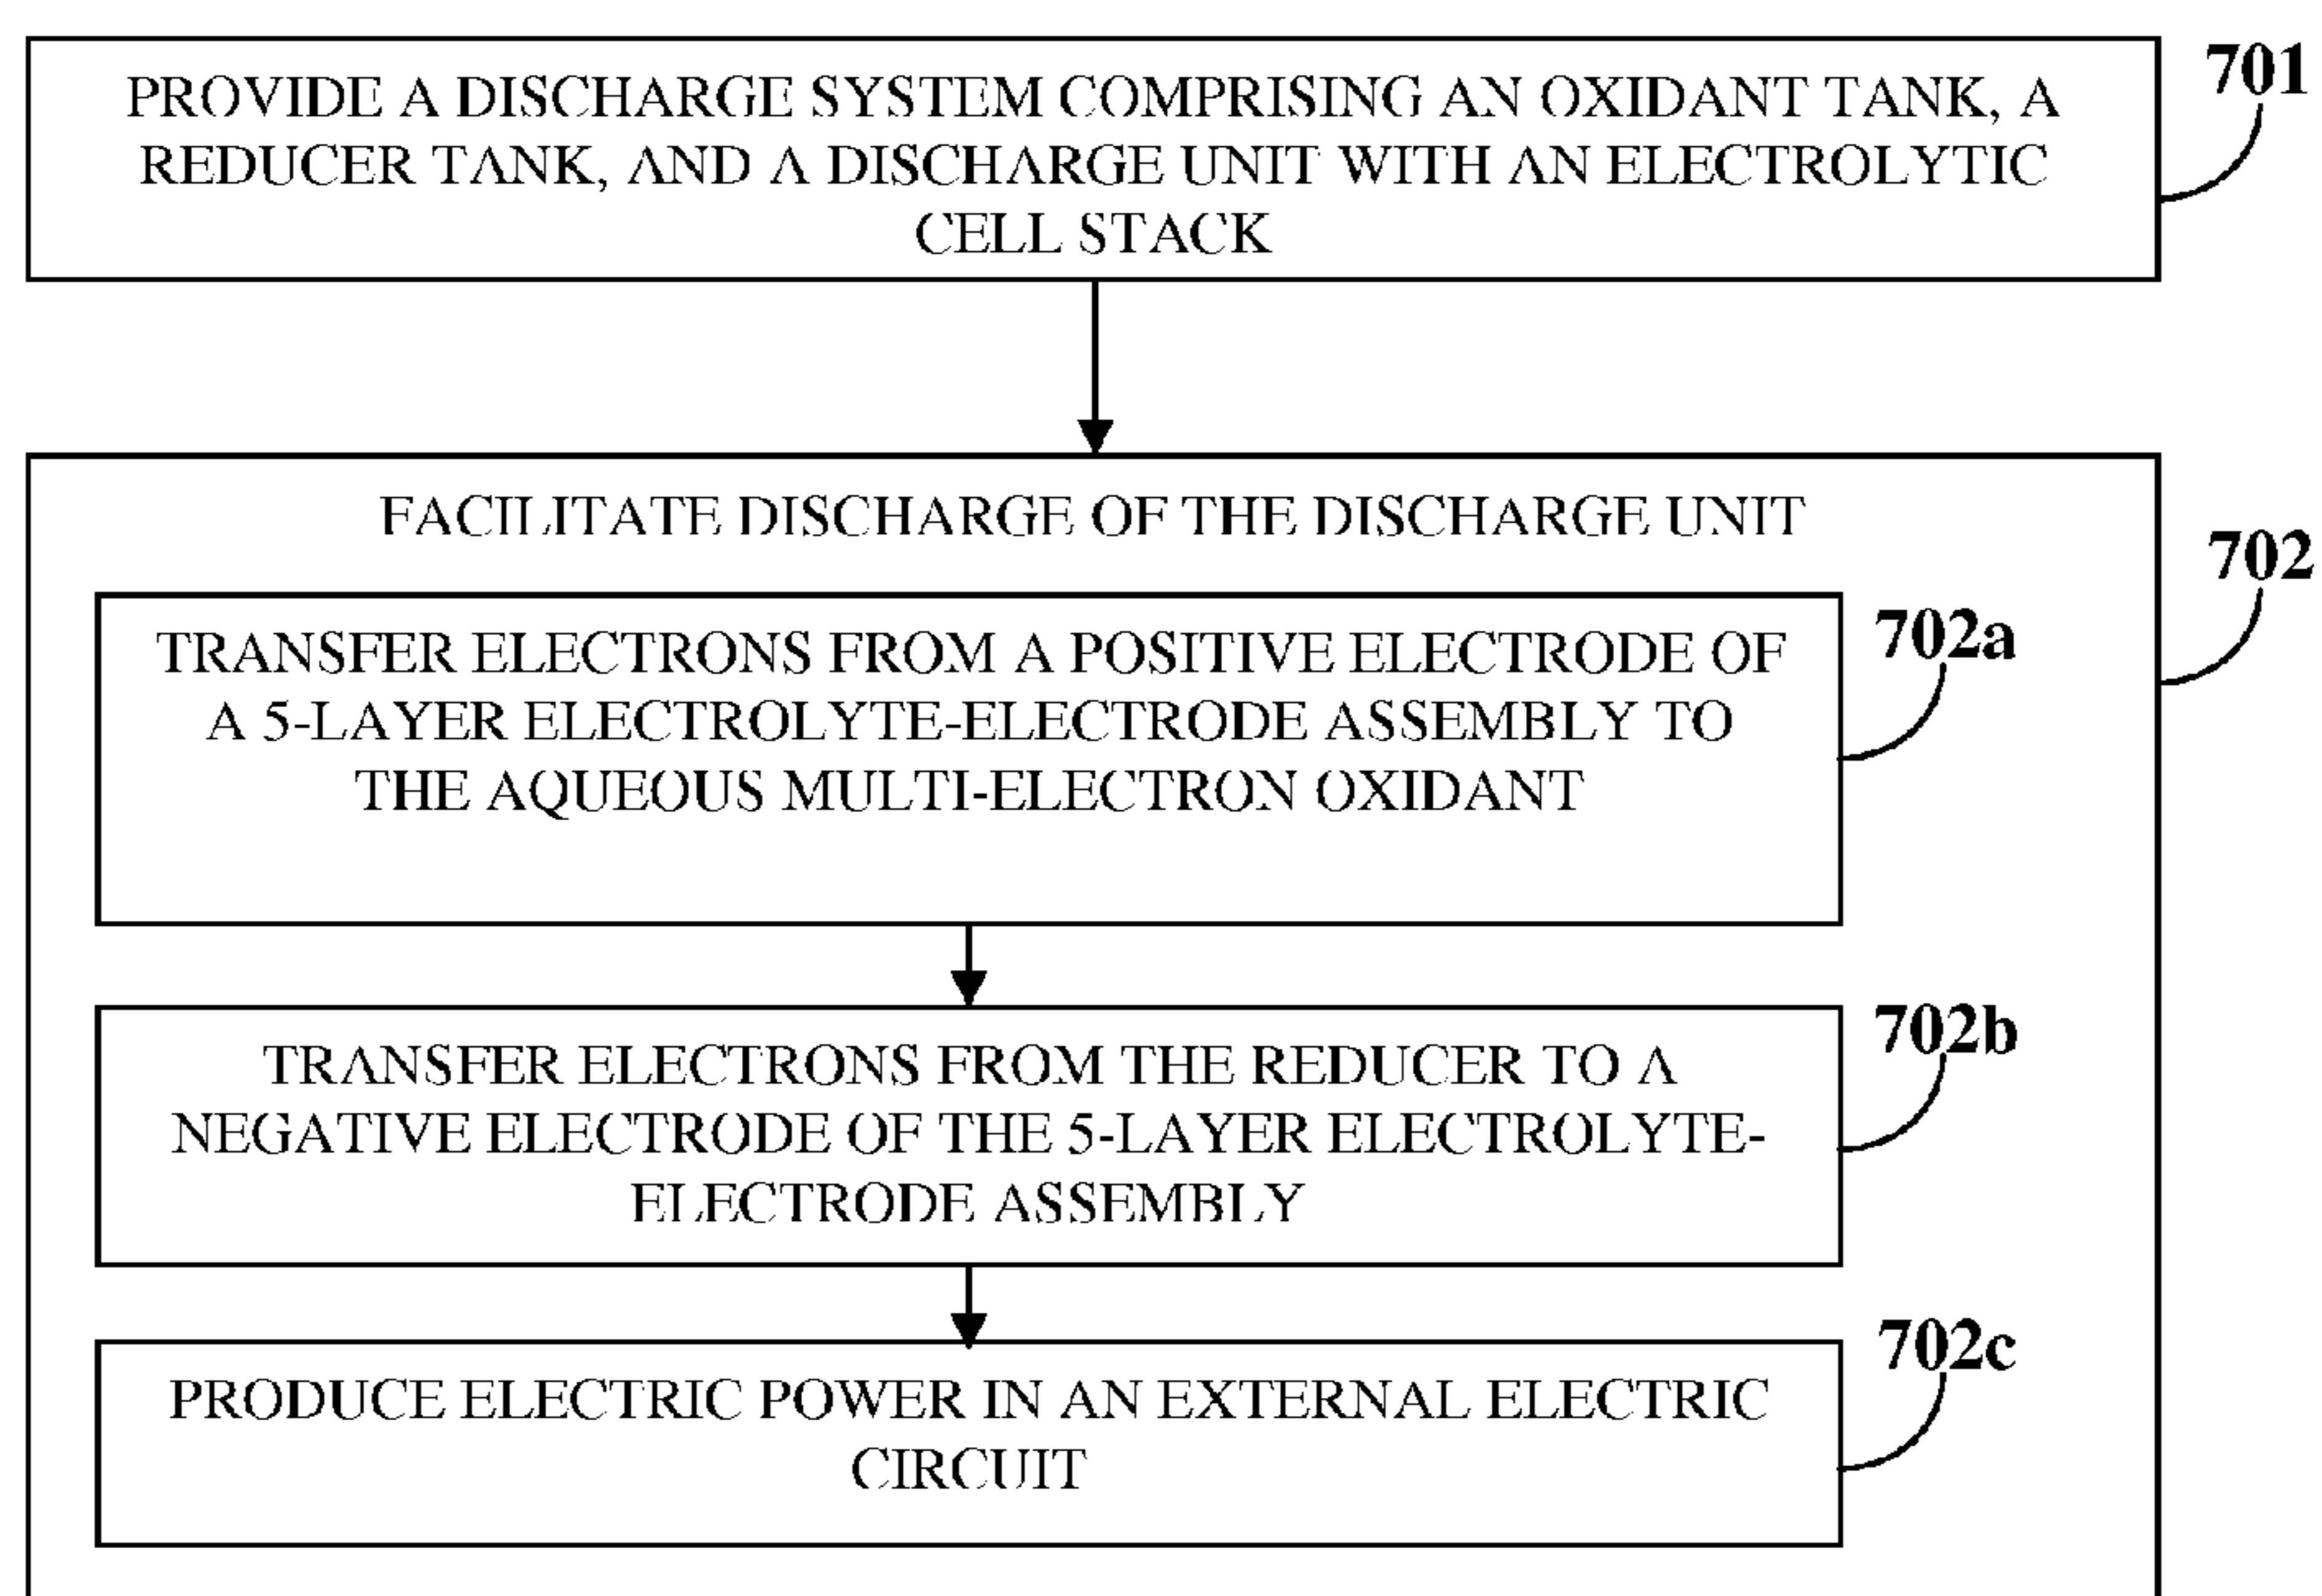 PROVIDE A DISCHARGE SYSTEM COMPRISING AN OXIDANT TANK, A
REDUCER TANK, AND A DISCHARGE UNIT WITH AN ELECTROLYTIC
CELL STACK
701
FACILITATE DISCHARGE OF THE DISCHARGE UNIT
702
TRANSFER ELECTRONS FROM A POSITIVE ELECTRODE OF
A 5-LAYER ELECTROLYTE-ELECTRODE ASSEMBLY TO
THE AQUEOUS MULTI-ELECTRON OXIDANT
702a
TRANSFER ELECTRONS FROM THE REDUCER TO A
NEGATIVE ELECTRODE OF THE 5-LAYER ELECTROLYTE-
ELECTRODE ASSEMBLY
702b
PRODUCE ELECTRIC POWER IN AN EXTERNAL ELECTRIC
CIRCUIT
702c